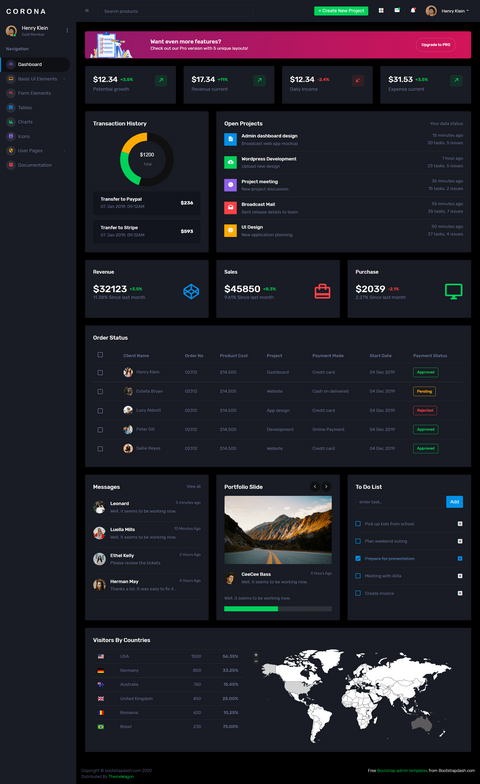 CORONA
Search products
+ Create New Project
Henry Klein
Henry Klein
Gold Member
Navigation
Dashboard
Basic UI Elements
Form Elements
Tables
Charts
Icons
User Pages
Documentation
Want even more features?
Check out our Pro version with 5 unique layouts!
Upgrade to PRO
$12.34 +3.5%
Potential growth
$17.34 +11%
Revenue current
$12.34 -2.4%
Daily Income
$31.53 +3.5%
Expense current
Transaction History
$1200
Total
Transfer to Paypal
07 Jan 2019, 09:12AM
$236
Tranfer to Stripe
07 Jan 2019, 09:12AM
$593
Open Projects
Your data status
Admin dashboard design
Broadcast web app mockup
15 minutes ago
30 tasks, 5 issues
Wordpress Development
Upload new design
1 hour ago
23 tasks, 5 issues
Project meeting
New project discussion
35 minutes ago
15 tasks, 2 issues
Broadcast Mail
Sent release details to team
55 minutes ago
35 tasks, 7 issues
UI Design
New application planning
50 minutes ago
27 tasks, 4 issues
Revenue
$32123 +3.5%
11.38% Since last month
Sales
$45850 +8.3%
9.61% Since last month
Purchase
$2039 -2.1%
2.27% Since last month
Order Status
Client Name Order No Product Cost Project Payment Mode Start Date Payment Status
Henry Klein 02312 $14,500 Dashboard Credit card 04 Dec 2019 Approved
Estella Bryan 02312 $14,500 Website Cash on delivered 04 Dec 2019 Pending
Lucy Abbott 02312 $14,500 App design Credit card 04 Dec 2019 Rejected
Peter Gill 02312 $14,500 Development Online Payment 04 Dec 2019 Approved
Sallie Reyes 02312 $14,500 Website Credit card 04 Dec 2019 Approved
Messages
View all
Leonard
5 minutes ago
Well, it seems to be working now.
Luella Mills
10 Minutes Ago
Well, it seems to be working now.
Ethel Kelly
2 Hours Ago
Please review the tickets
Herman May
4 Hours Ago
Thanks a lot. It was easy to fix it .
Portfolio Slide
CeeCee Bass
4 Hours Ago
Well, it seems to be working now.
Well, it seems to be working now.
To Do List
enter task..
Add
Pick up kids from school
Plan weekend outing
Prepare for presentation
Meeting with Alita
Create invoice
Visitors By Countries
USA 1500 56.35%
Germany 800 33.25%
Australia 760 15.45%
United Kingdom 450 25.00%
Romania 620 10.25%
Brasil 230 75.00%
+
−
Copyright © bootstrapdash.com 2020
Distributed By ThemeWagon
Free Bootstrap admin templates from Bootstrapdash.com